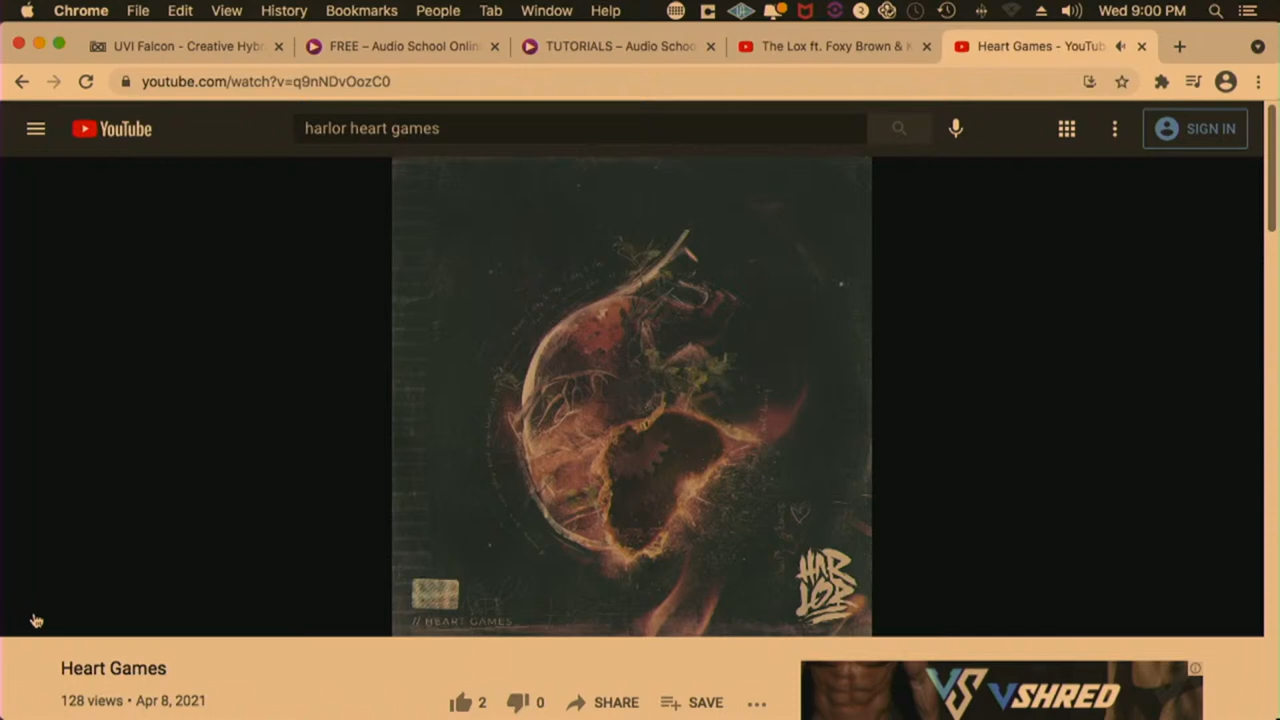 Chrome File Edit View History Bookmarks People Tab Window Help Wed 9:00 PM
UVI Falcon - Creative Hybr
FREE – Audio School Onlin
TUTORIALS – Audio Schoo
The Lox ft. Foxy Brown &
Heart Games - YouTub
youtube.com/watch?v=q9nNDvOozC0
YouTube
harlor heart games
SIGN IN
HAR
LOR
// HEART GAMES
Heart Games
128 views • Apr 8, 2021
2
0
SHARE
SAVE
VS VSHRED